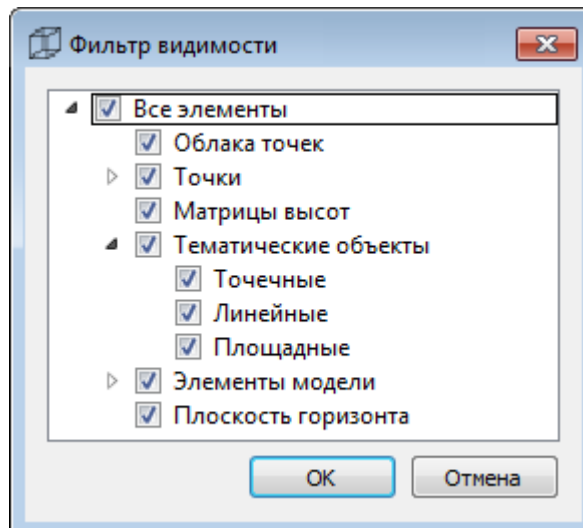 Фильтр видимости
Все элементы
Облака точек
Точки
Матрицы высот
Тематические объекты
Точечные
Линейные
Площадные
Элементы модели
Плоскость горизонта
OK Отмена